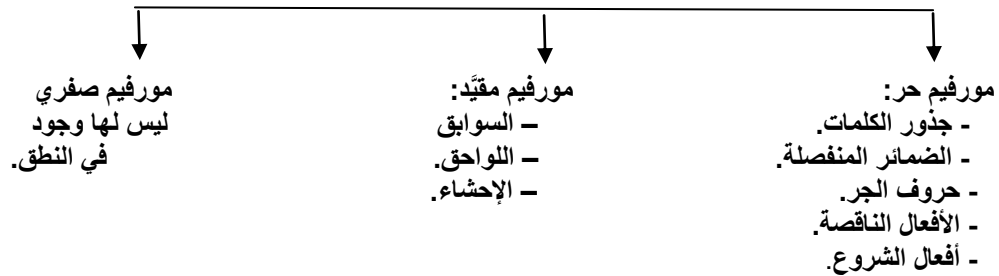 مورفيم حر:
- جذور الكلمات.
- الضمائر المنفصلة.
- حروف الجر.
- الأفعال الناقصة.
- أفعال الشروع.
مورفيم مقيَّد:
– السوابق
– اللواحق.
– الإحشاء.
مورفيم صفري
ليس لها وجود
في النطق.